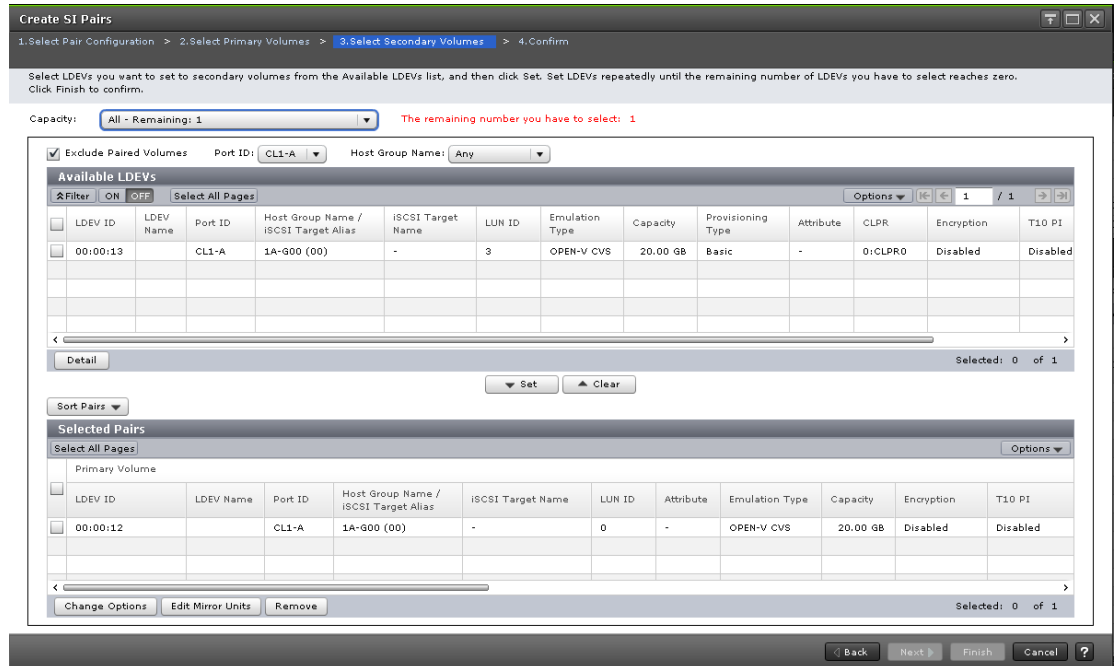 Create SI Pairs
1.Select Pair Configuration > 2.Select Primary Volumes > 3.Select Secondary Volumes > 4.Confirm
Select LDEVs you want to set to secondary volumes from the Available LDEVs list, and then click Set. Set LDEVs repeatedly until the remaining number of LDEVs you have to select reaches zero.
Click Finish to confirm.
Capacity: All - Remaining: 1 The remaining number you have to select: 1
Exclude Paired Volumes Port ID: CL1-A Host Group Name: Any
Available LDEVs
Filter ON OFF Select All Pages Options 1 / 1
LDEV ID LDEV Name Port ID Host Group Name / iSCSI Target Alias iSCSI Target Name LUN ID Emulation Type Capacity Provisioning Type Attribute CLPR Encryption T10 PI
00:00:13 CL1-A 1A-G00 (00) - 3 OPEN-V CVS 20.00 GB Basic - 0:CLPR0 Disabled Disabled
Detail Selected: 0 of 1
Set Clear
Sort Pairs
Selected Pairs
Select All Pages Options
Primary Volume
LDEV ID LDEV Name Port ID Host Group Name / iSCSI Target Alias iSCSI Target Name LUN ID Attribute Emulation Type Capacity Encryption T10 PI
00:00:12 CL1-A 1A-G00 (00) - 0 - OPEN-V CVS 20.00 GB Disabled Disabled
Change Options Edit Mirror Units Remove Selected: 0 of 1
Back Next Finish Cancel ?